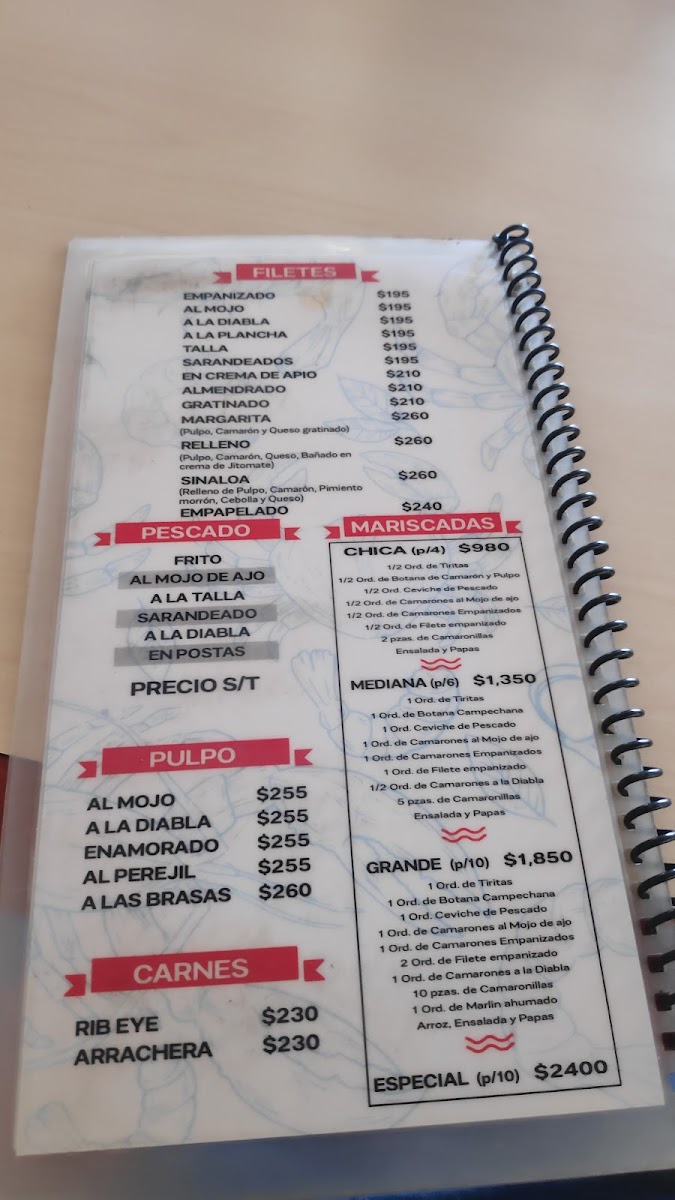 FILETES
EMPANIZADO $195
AL MOJO $195
A LA DIABLA $195
A LA PLANCHA $195
TALLA $195
SARANDEADOS $195
EN CREMA DE APIO $210
ALMENDRADO $210
GRATINADO $210
MARGARITA $260
(Pulpo, Camarón y Queso gratinado)
RELLENO $260
(Pulpo, Camarón, Queso, Bañado en
crema de Jitomate)
SINALOA $260
(Relleno de Pulpo, Camarón, Pimiento
morrón, Cebolla y Queso)
EMPAPELADO $240
PESCADO
FRITO
AL MOJO DE AJO
A LA TALLA
SARANDEADO
A LA DIABLA
EN POSTAS
PRECIO S/T
PULPO
AL MOJO $255
A LA DIABLA $255
ENAMORADO $255
AL PEREJIL $255
A LAS BRASAS $260
CARNES
RIB EYE $230
ARRACHERA $230
MARISCADAS
CHICA (p/4) $980
1/2 Ord. de Tiritas
1/2 Ord. de Botana de Camarón y Pulpo
1/2 Ord. Ceviche de Pescado
1/2 Ord. de Camarones al Mojo de ajo
1/2 Ord. de Camarones Empanizados
1/2 Ord. de Filete empanizado
2 pzas. de Camaronillas
Ensalada y Papas
MEDIANA (p/6) $1,350
1 Ord. de Tiritas
1 Ord. de Botana Campechana
1 Ord. Ceviche de Pescado
1 Ord. de Camarones al Mojo de ajo
1 Ord. de Camarones Empanizados
1 Ord. de Filete empanizado
1/2 Ord. de Camarones a la Diabla
5 pzas. de Camaronillas
Ensalada y Papas
GRANDE (p/10) $1,850
1 Ord. de Tiritas
1 Ord. de Botana Campechana
1 Ord. Ceviche de Pescado
1 Ord. de Camarones al Mojo de ajo
1 Ord. de Camarones Empanizados
2 Ord. de Filete empanizado
1 Ord. de Camarones a la Diabla
10 pzas. de Camaronillas
1 Ord. de Marlin ahumado
Arroz, Ensalada y Papas
ESPECIAL (p/10) $2400